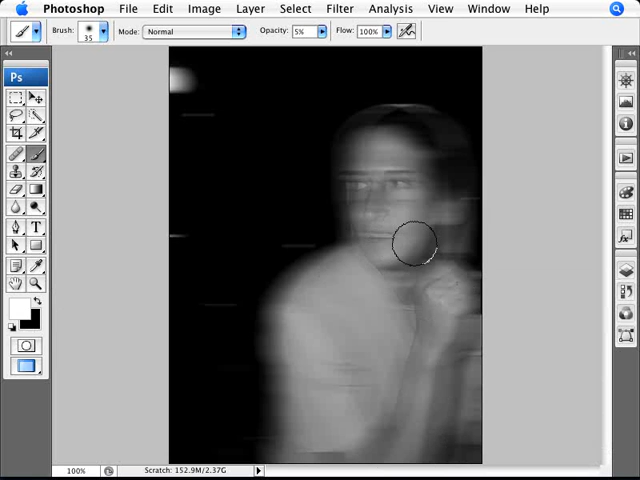 Photoshop File Edit Image Layer Select Filter Analysis View Window Help
Brush: 35 Mode: Normal Opacity: 5% Flow: 100%
Ps
T
100% Scratch: 152.9M/2.37G